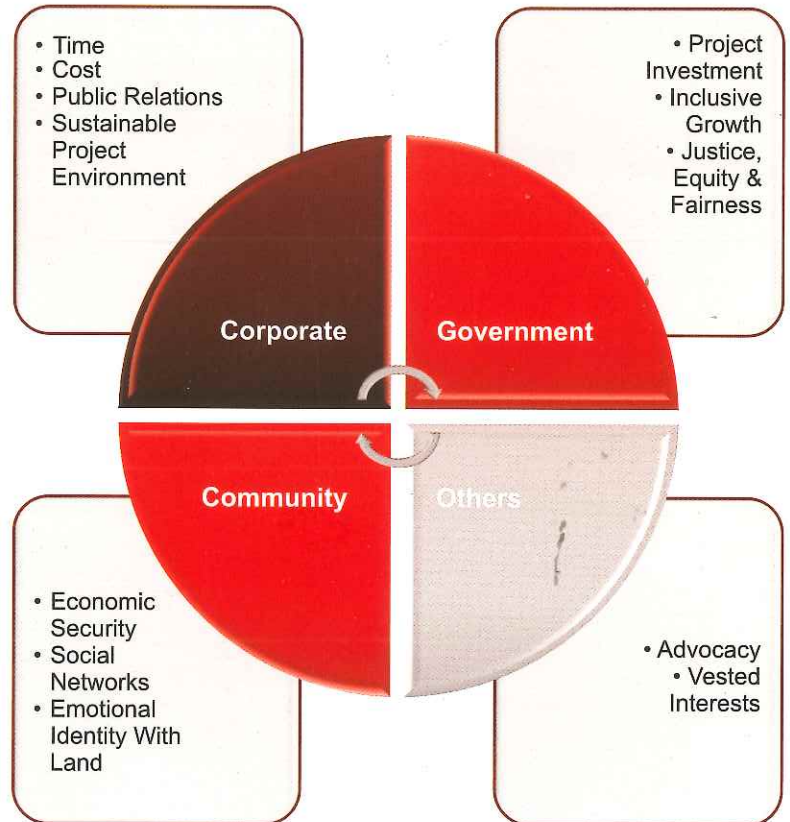 • Time
• Cost
• Public Relations
• Sustainable
Project
Environment
• Project
Investment
• Inclusive
Growth
• Justice,
Equity &
Fairness
Corporate
Government
Community
Others
• Economic
Security
• Social
Networks
• Emotional
Identity With
Land
• Advocacy
• Vested
Interests